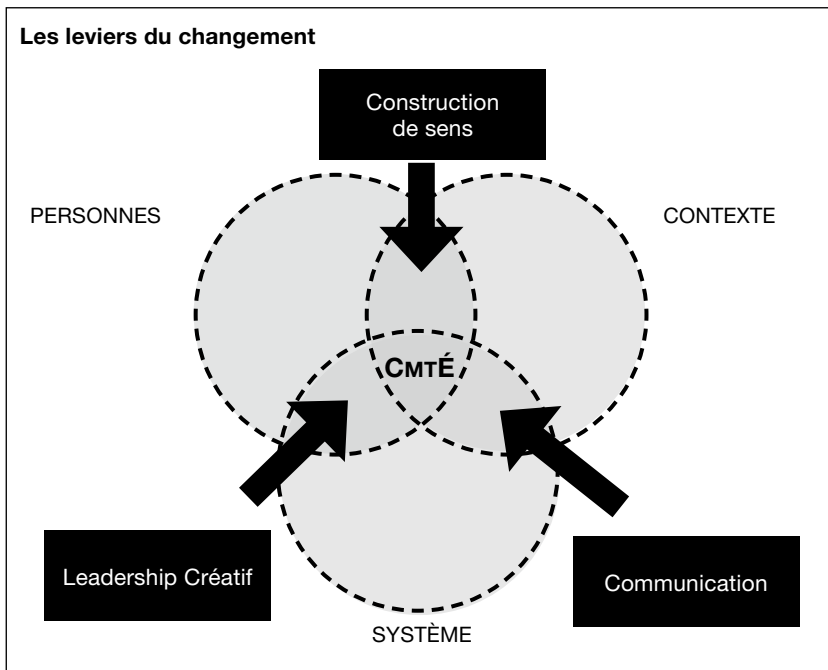 Les leviers du changement
Construction
de sens
PERSONNES
CONTEXTE
CMTÉ
Leadership Créatif
Communication
SYSTÈME